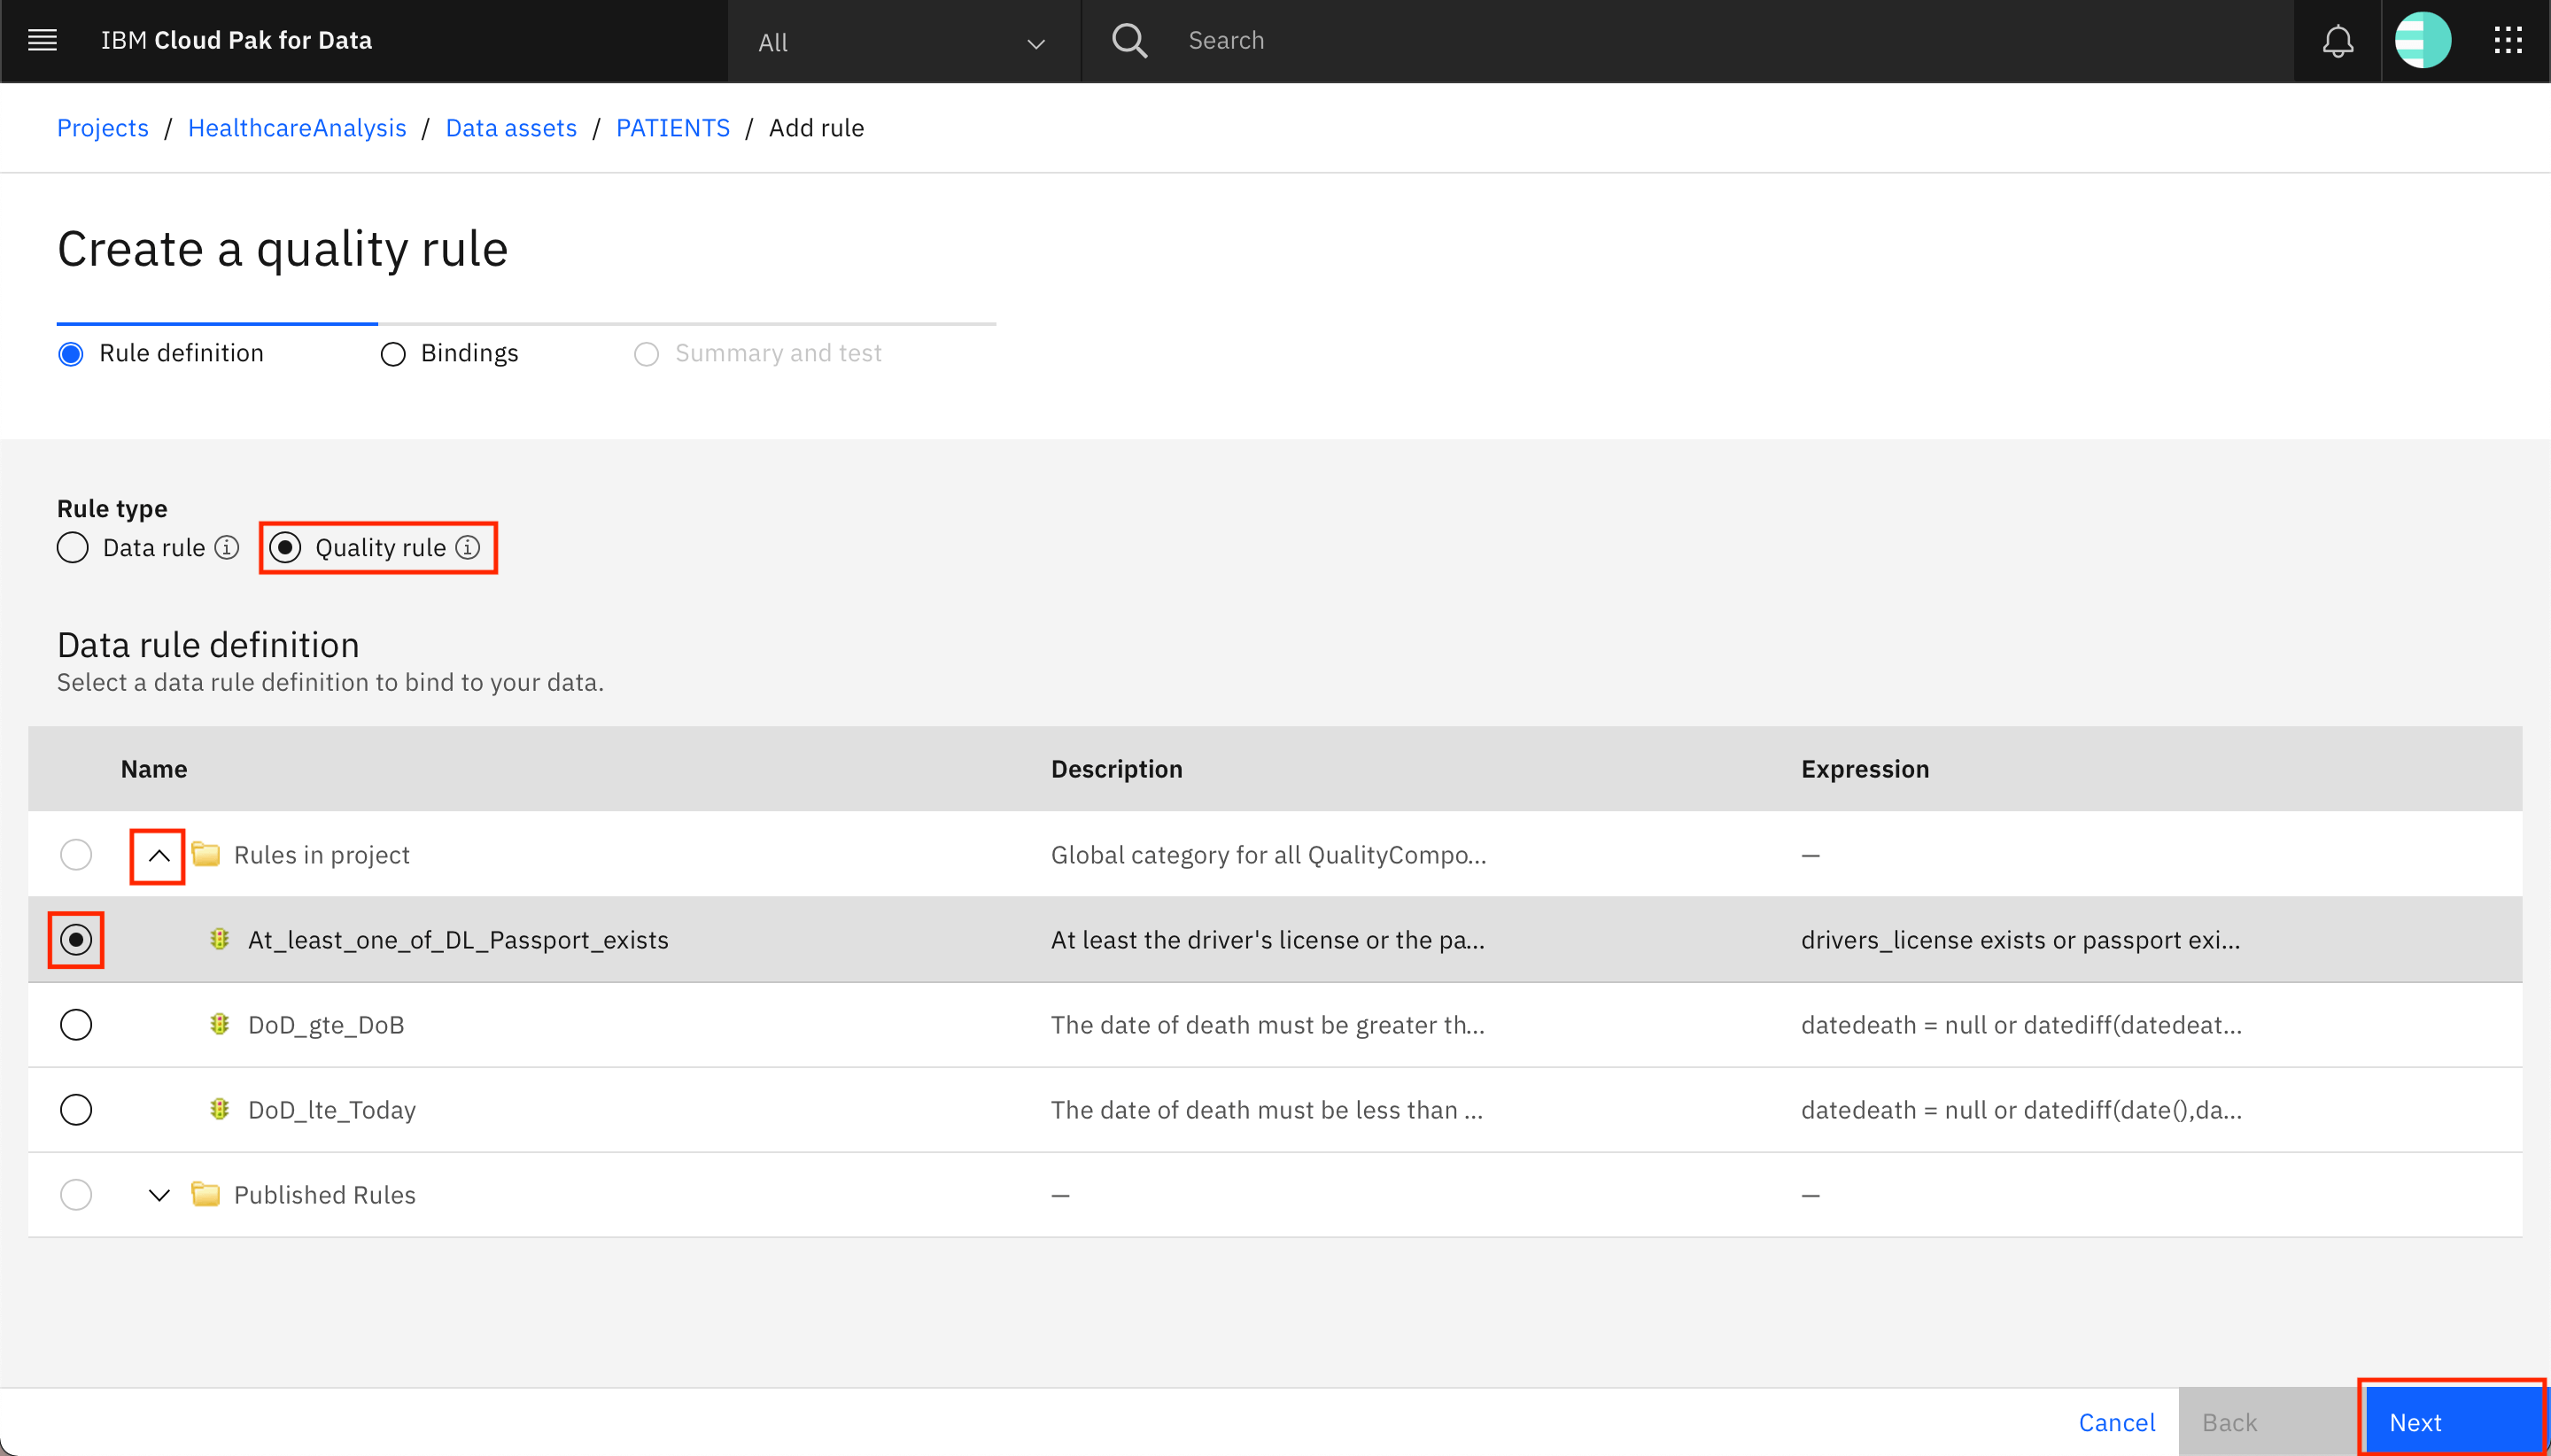 IBM Cloud Pak for Data All Search
Projects / HealthcareAnalysis / Data assets / PATIENTS / Add rule
Create a quality rule
Rule definition Bindings Summary and test
Rule type
Data rule Quality rule
Data rule definition
Select a data rule definition to bind to your data.
Name Description Expression
Rules in project Global category for all QualityCompo... —
At_least_one_of_DL_Passport_exists At least the driver's license or the pa... drivers_license exists or passport exi...
DoD_gte_DoB The date of death must be greater th... datedeath = null or datediff(datedeat...
DoD_lte_Today The date of death must be less than ... datedeath = null or datediff(date(),da...
Published Rules — —
Cancel Back Next